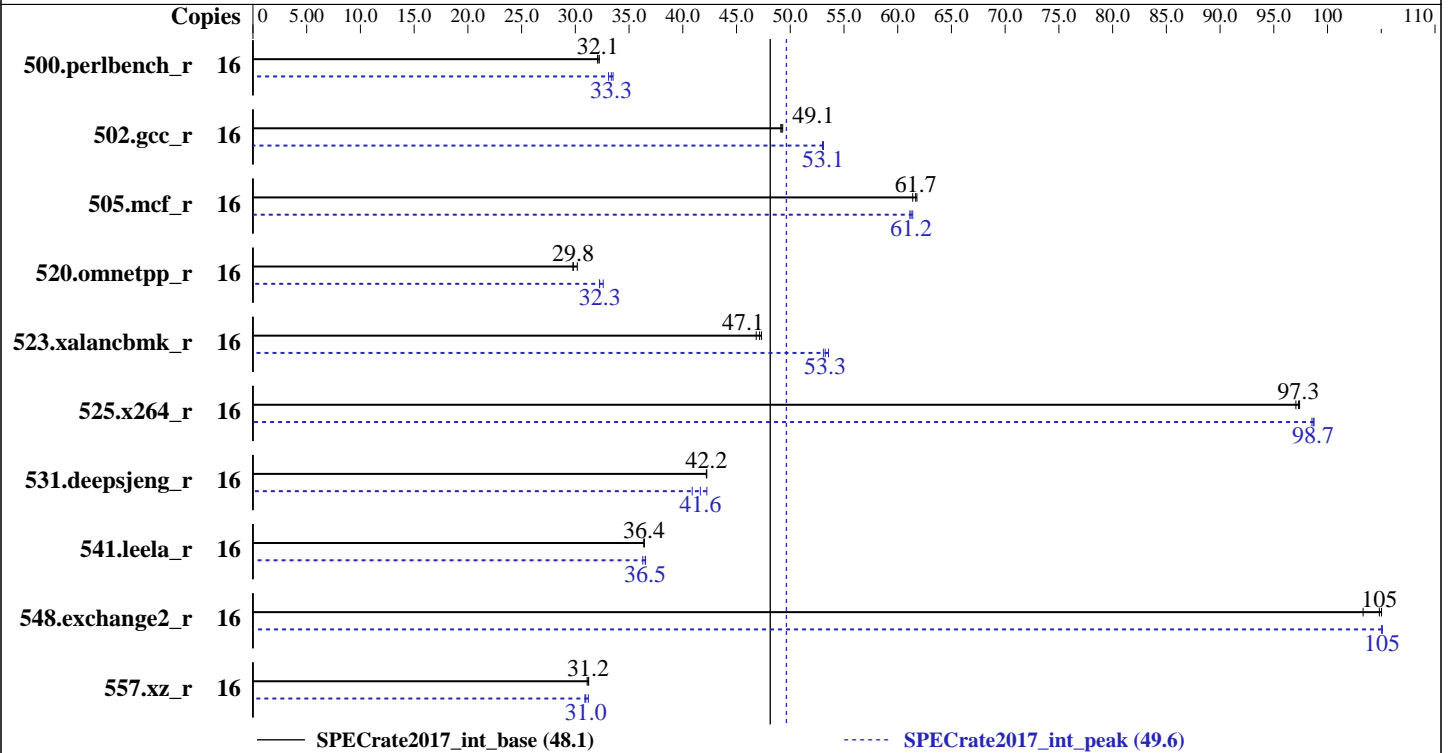 Copies 0 5.00 10.0 15.0 20.0 25.0 30.0 35.0 40.0 45.0 50.0 55.0 60.0 65.0 70.0 75.0 80.0 85.0 90.0 95.0 100 110
32.1
500.perlbench_r 16
33.3
49.1
502.gcc_r 16
53.1
61.7
505.mcf_r 16
61.2
29.8
520.omnetpp_r 16
32.3
47.1
523.xalancbmk_r 16
53.3
97.3
525.x264_r 16
98.7
42.2
531.deepsjeng_r 16
41.6
36.4
541.leela_r 16
36.5
105
548.exchange2_r 16
105
31.2
557.xz_r 16
31.0
SPECrate2017_int_base (48.1) SPECrate2017_int_peak (49.6)